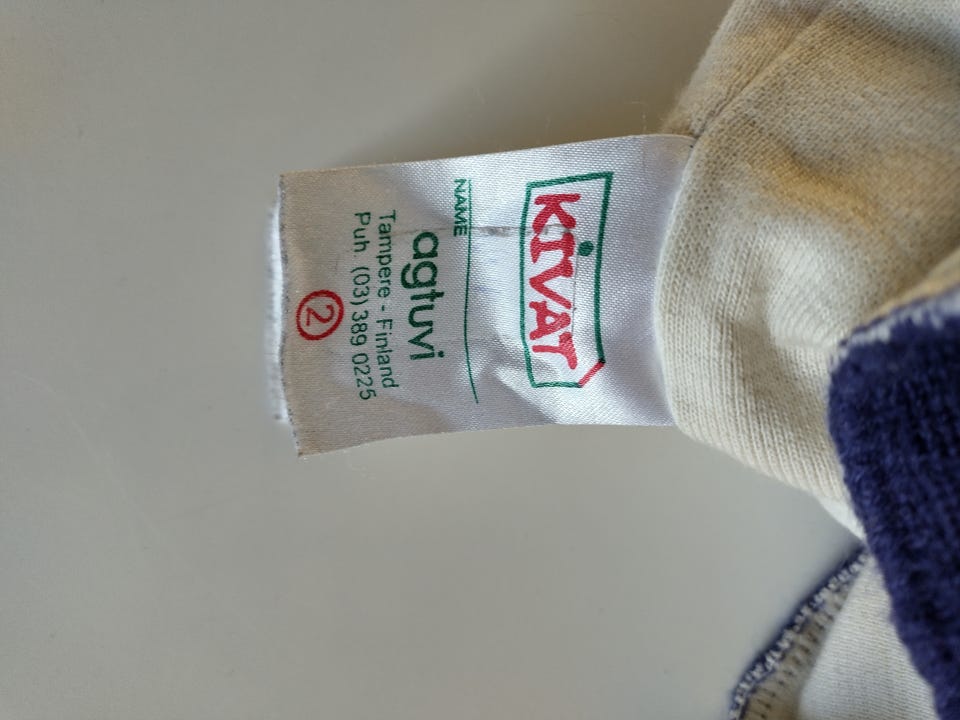 KIVAT
NAME
agtuvi
Tampere - Finland
Puh. (03) 389 0225
2